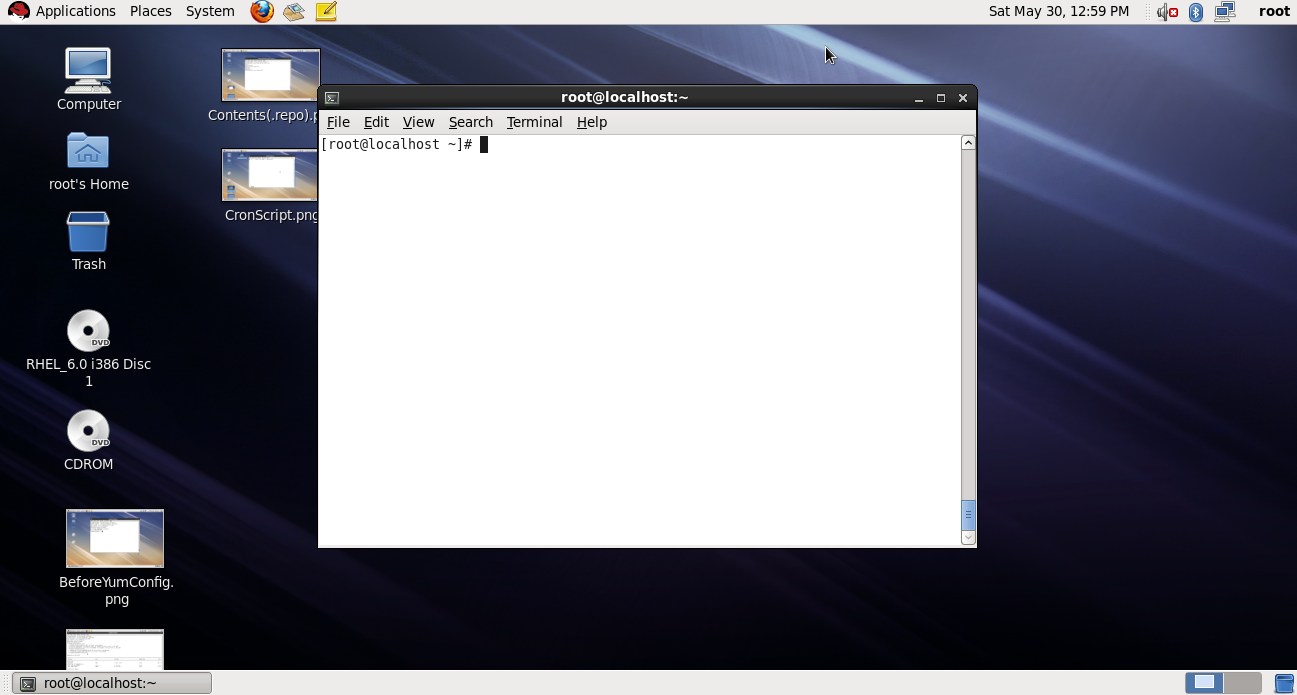 Applications Places System Sat May 30, 12:59 PM root
Computer
Contents(.repo).p
root's Home
CronScript.png
Trash
RHEL_6.0 i386 Disc
1
DVD
CDROM
DVD
BeforeYumConfig.
png
root@localhost:~
File Edit View Search Terminal Help
[root@localhost ~]#
root@localhost:~